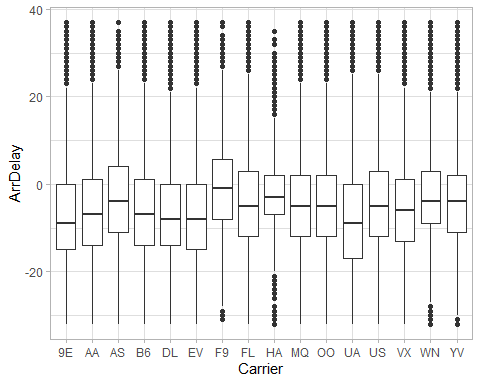 40
20
0
-20
ArrDelay
9E AA AS B6 DL EV F9 FL HA MQ OO UA US VX WN YV
Carrier